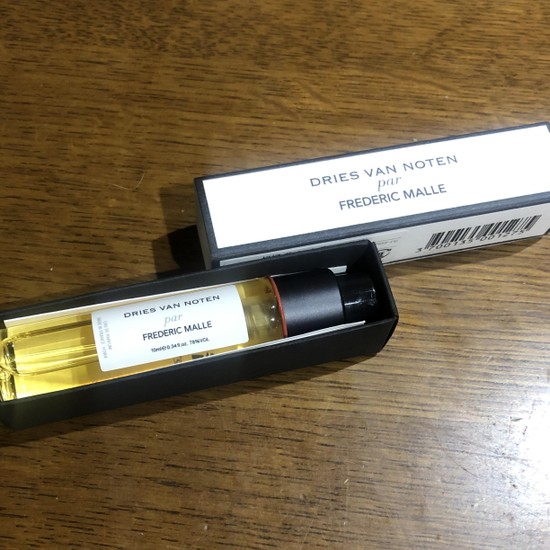 DRIES VAN NOTEN
par
FREDERIC MALLE
DRIES VAN NOTEN
par
FREDERIC MALLE
10ml e 0.34 fl.oz. 78%VOL